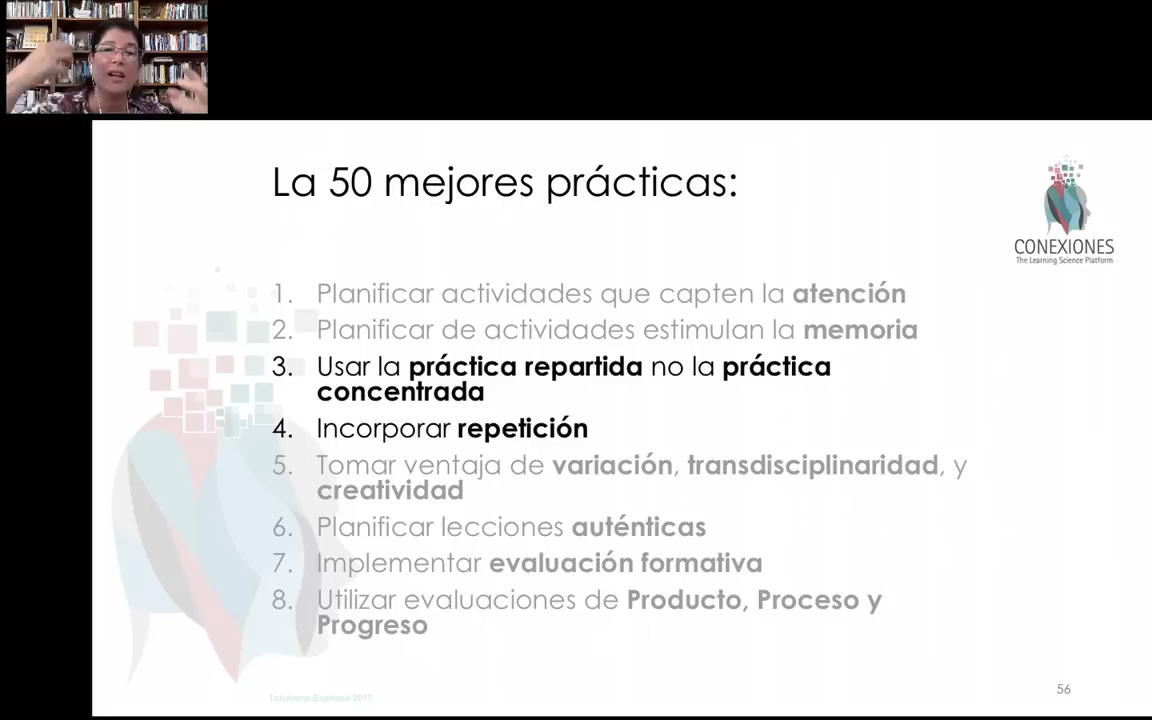 La 50 mejores prácticas:
CONEXIONES
The Learning Science Platform
1. Planificar actividades que capten la atención
2. Planificar de actividades estimulan la memoria
3. Usar la práctica repartida no la práctica
concentrada
4. Incorporar repetición
5. Tomar ventaja de variación, transdisciplinaridad, y
creatividad
6. Planificar lecciones auténticas
7. Implementar evaluación formativa
8. Utilizar evaluaciones de Producto, Proceso y
Progreso
Tokuhama-Espinosa 2017
56